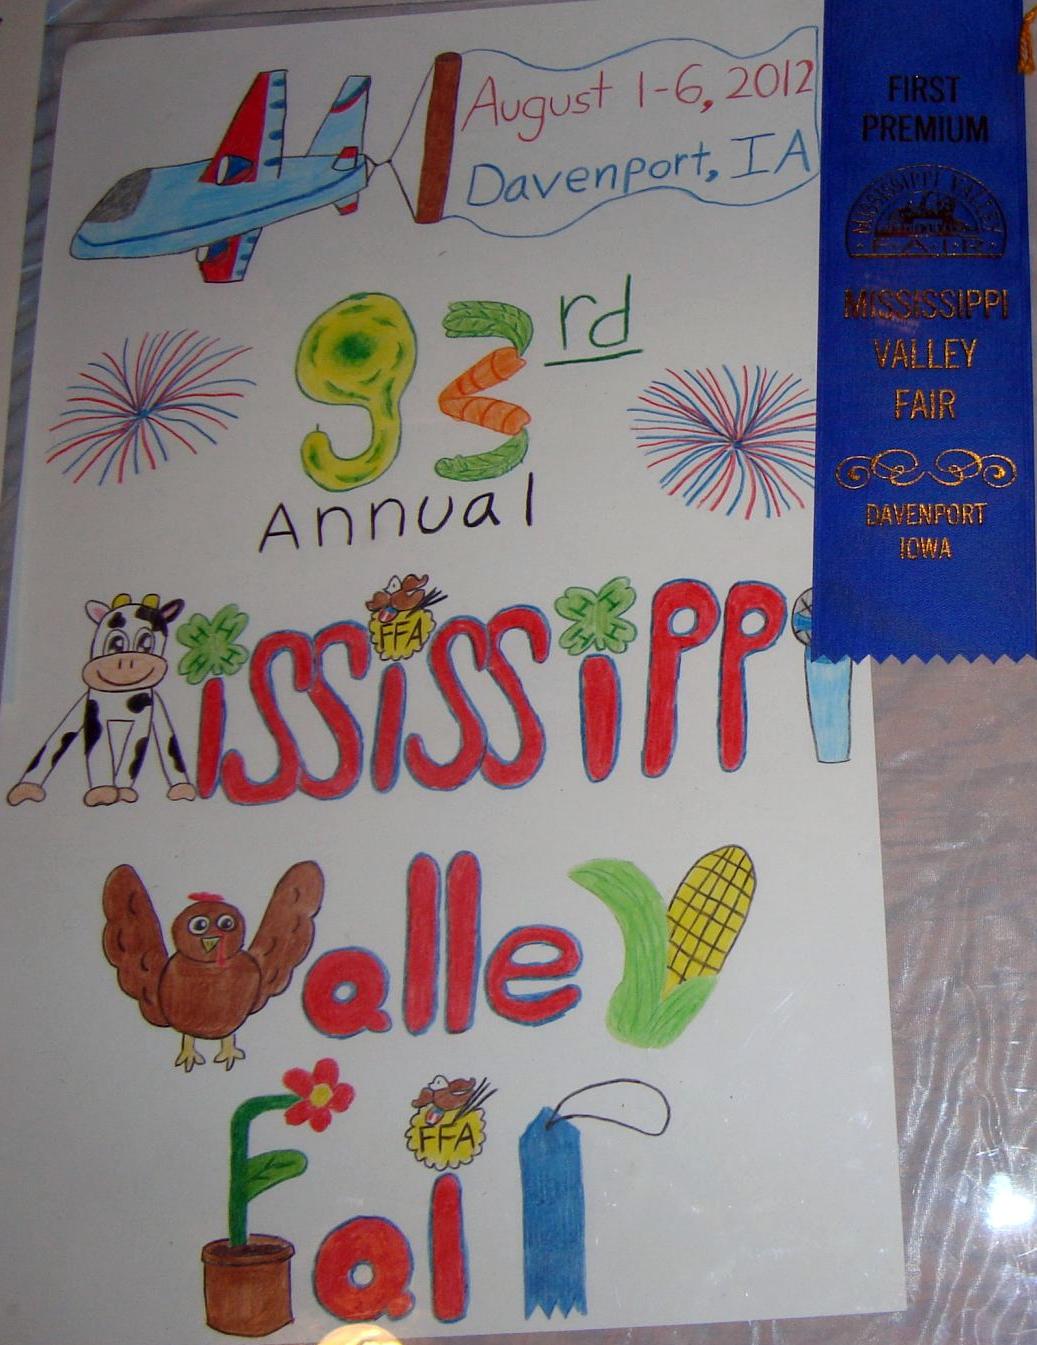 August 1-6, 2012
Davenport, IA
93rd
Annual
Mississippi
Valley
Fair
FFA
FFA
FIRST
PREMIUM
MISSISSIPPI VALLEY
FAIR
MISSISSIPPI
VALLEY
FAIR
DAVENPORT
IOWA